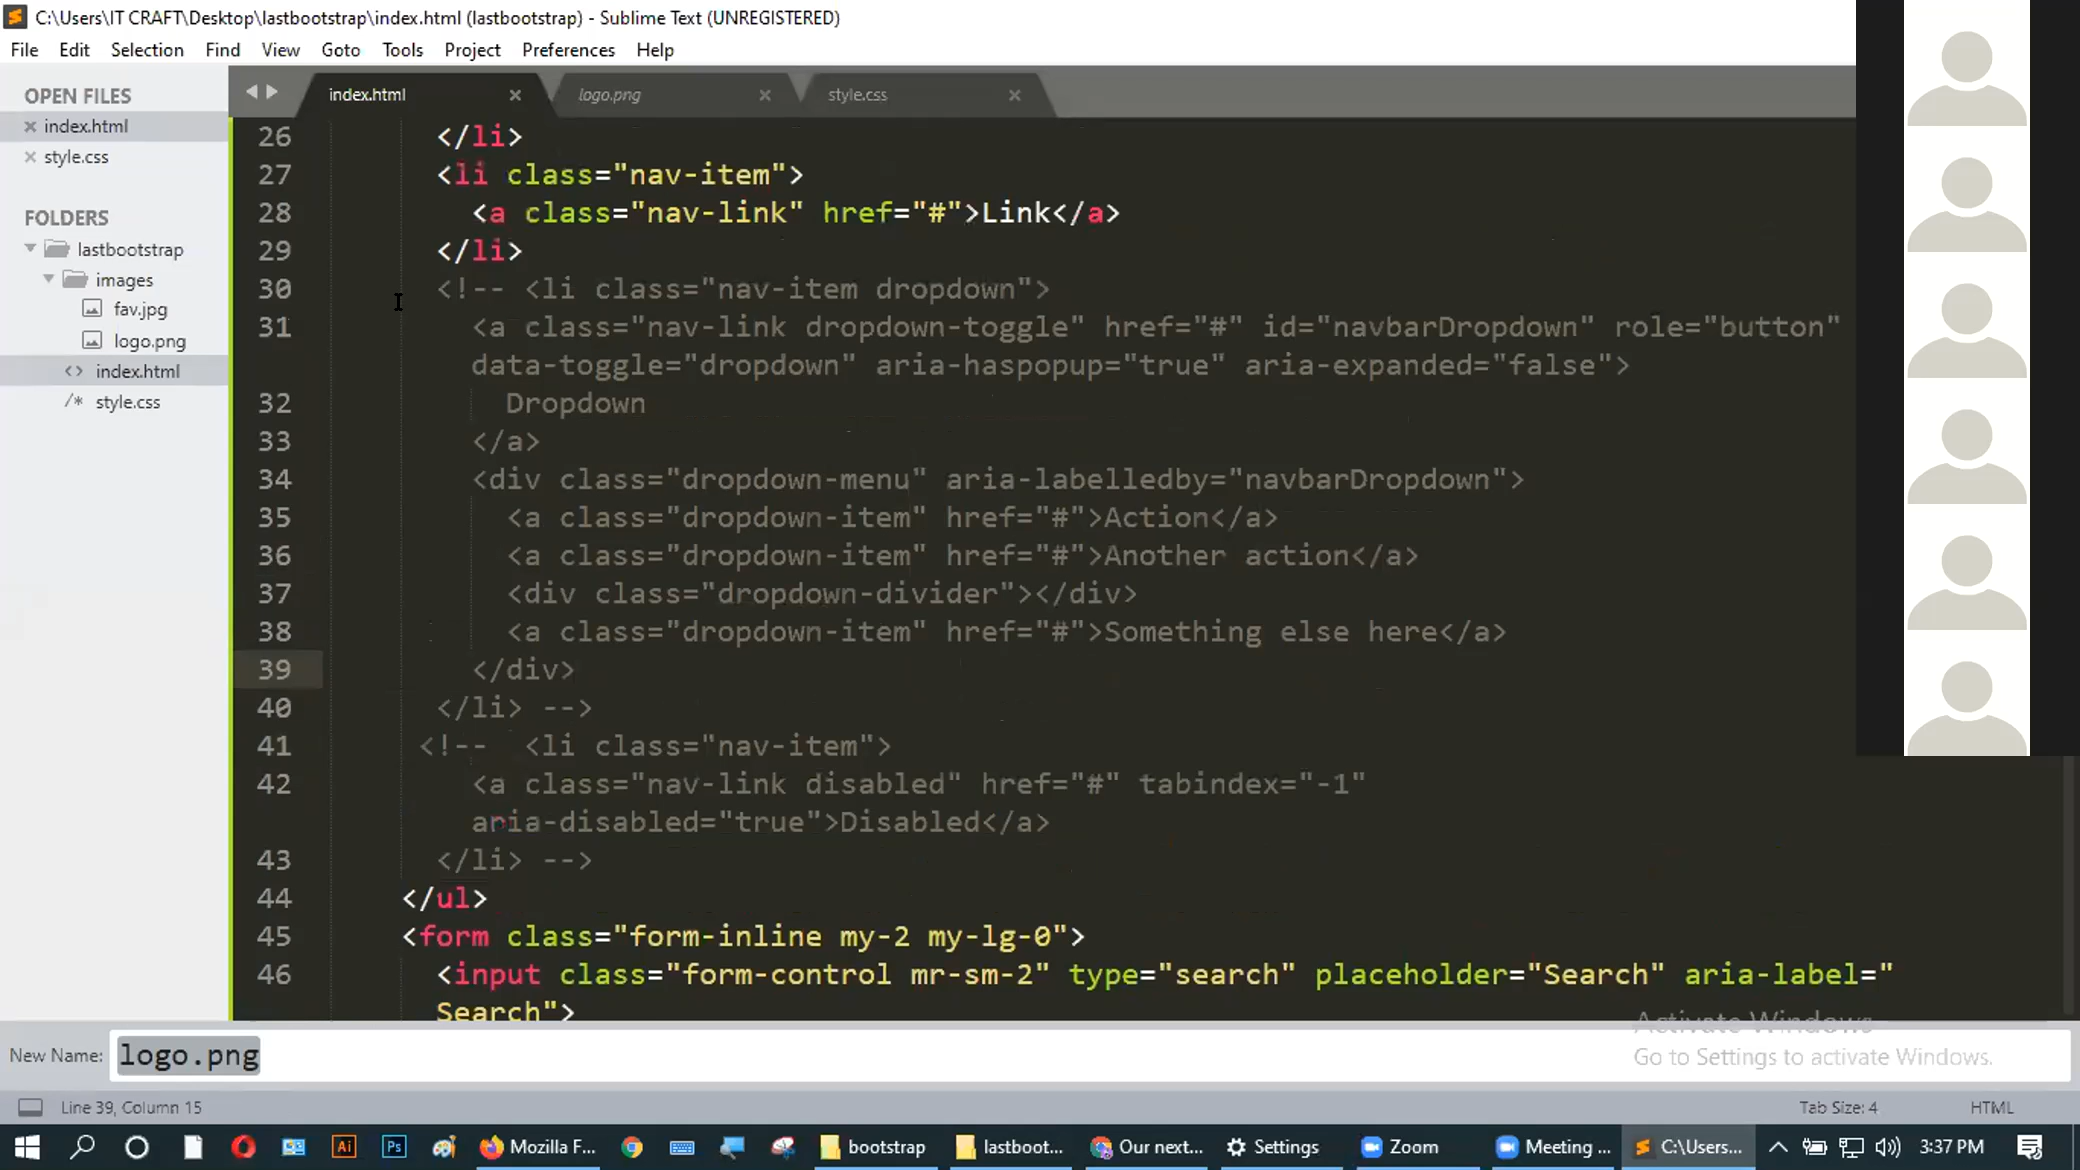 C:\Users\IT CRAFT\Desktop\lastbootstrap\index.html (lastbootstrap) - Sublime Text (UNREGISTERED)
File Edit Selection Find View Goto Tools Project Preferences Help
OPEN FILES
index.html
style.css
FOLDERS
lastbootstrap
images
fav.jpg
logo.png
index.html
style.css
index.html logo.png style.css
26 </li>
27 <li class="nav-item">
28 <a class="nav-link" href="#">Link</a>
29 </li>
30 <!-- <li class="nav-item dropdown">
31 <a class="nav-link dropdown-toggle" href="#" id="navbarDropdown" role="button"
data-toggle="dropdown" aria-haspopup="true" aria-expanded="false">
32 Dropdown
33 </a>
34 <div class="dropdown-menu" aria-labelledby="navbarDropdown">
35 <a class="dropdown-item" href="#">Action</a>
36 <a class="dropdown-item" href="#">Another action</a>
37 <div class="dropdown-divider"></div>
38 <a class="dropdown-item" href="#">Something else here</a>
39 </div>
40 </li> -->
41 <!-- <li class="nav-item">
42 <a class="nav-link disabled" href="#" tabindex="-1"
aria-disabled="true">Disabled</a>
43 </li> -->
44 </ul>
45 <form class="form-inline my-2 my-lg-0">
46 <input class="form-control mr-sm-2" type="search" placeholder="Search" aria-label="
Search">
Activate Windows
Go to Settings to activate Windows.
New Name: logo.png
Line 39, Column 15 Tab Size: 4 HTML
Ai Ps Mozilla F... bootstrap lastboot... Our next... Settings Zoom Meeting ... C:\Users... 3:37 PM